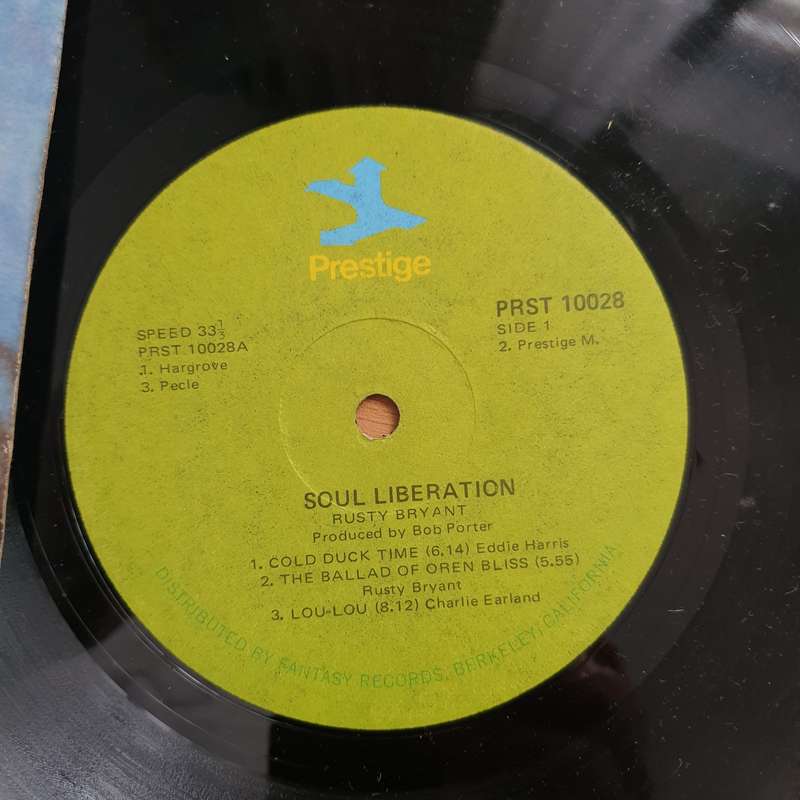 Prestige
SPEED 33⅓
PRST 10028A
1. Hargrove
3. Pecle
PRST 10028
SIDE 1
2. Prestige M.
SOUL LIBERATION
RUSTY BRYANT
Produced by Bob Porter
1. COLD DUCK TIME (6.14) Eddie Harris
2. THE BALLAD OF OREN BLISS (5.55)
Rusty Bryant
3. LOU-LOU (8.12) Charlie Earland
DISTRIBUTED BY FANTASY RECORDS, BERKELEY, CALIFORNIA